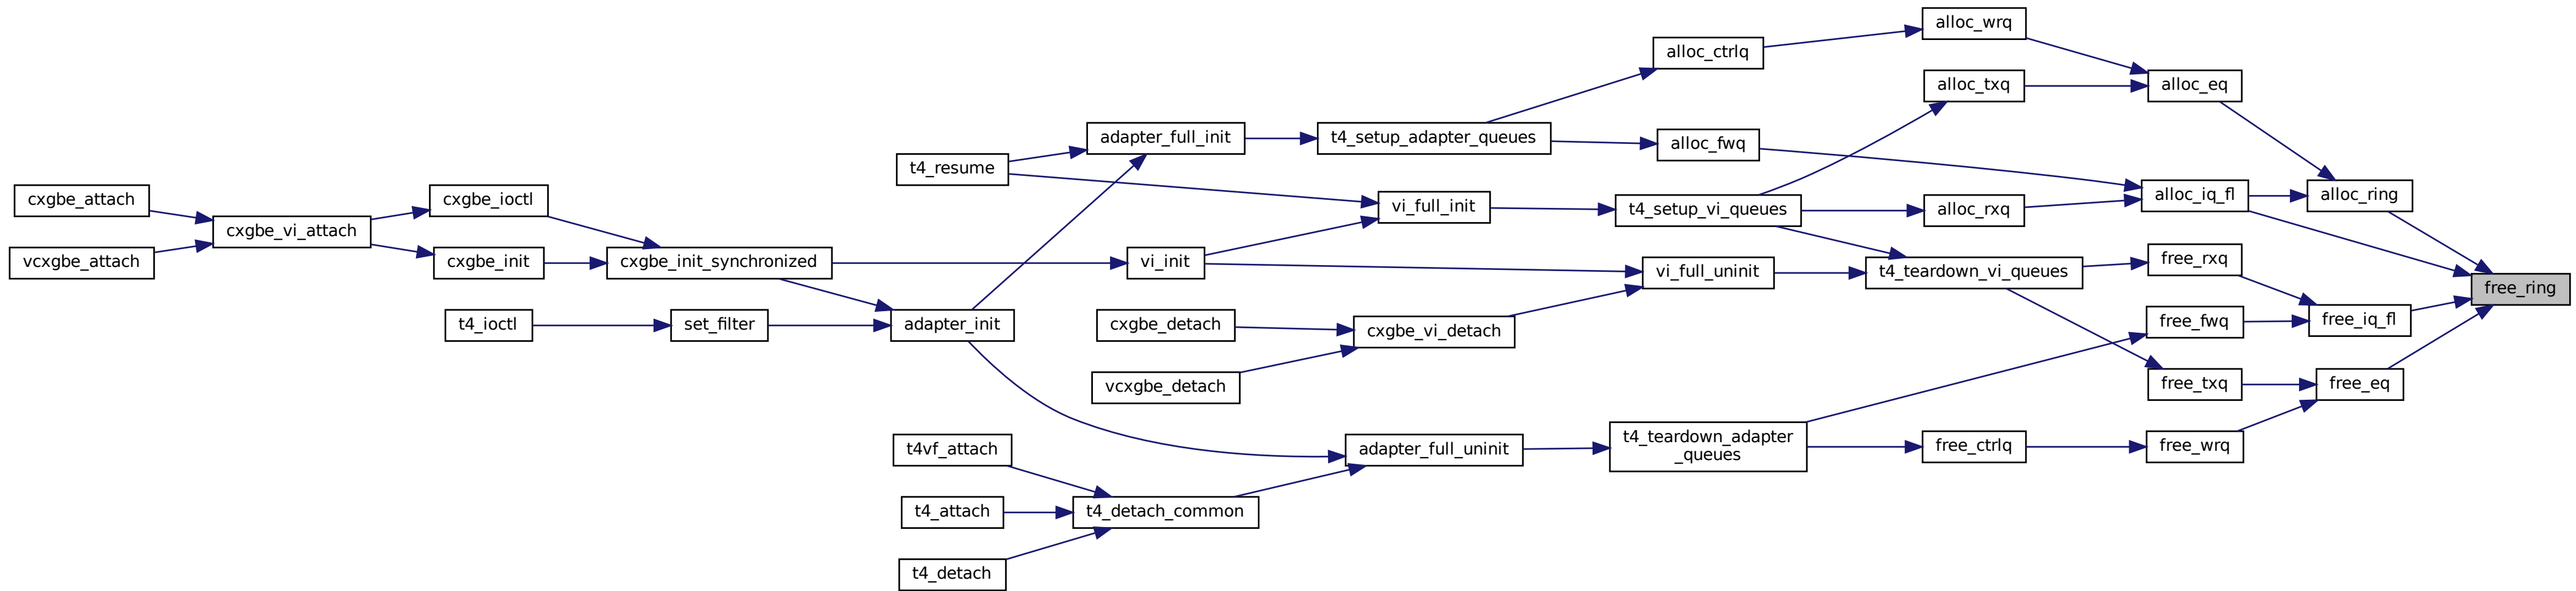 cxgbe_attach
vcxgbe_attach
cxgbe_vi_attach
cxgbe_ioctl
cxgbe_init
t4_ioctl
cxgbe_init_synchronized
set_filter
t4_resume
adapter_init
t4vf_attach
t4_attach
t4_detach
adapter_full_init
vi_init
cxgbe_detach
vcxgbe_detach
t4_detach_common
t4_setup_adapter_queues
vi_full_init
cxgbe_vi_detach
adapter_full_uninit
alloc_ctrlq
alloc_fwq
t4_setup_vi_queues
vi_full_uninit
t4_teardown_adapter
_queues
alloc_wrq
alloc_txq
alloc_rxq
t4_teardown_vi_queues
free_ctrlq
alloc_eq
alloc_iq_fl
free_rxq
free_fwq
free_txq
free_wrq
alloc_ring
free_iq_fl
free_eq
free_ring